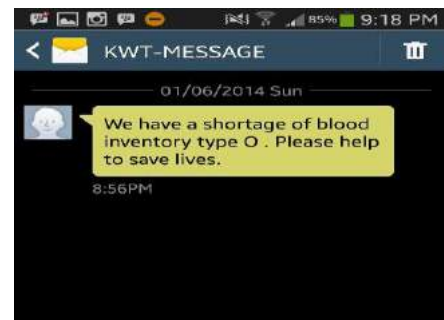 85% 9:18 PM
KWT-MESSAGE
01/06/2014 Sun
We have a shortage of blood
inventory type O . Please help
to save lives.
8:56PM